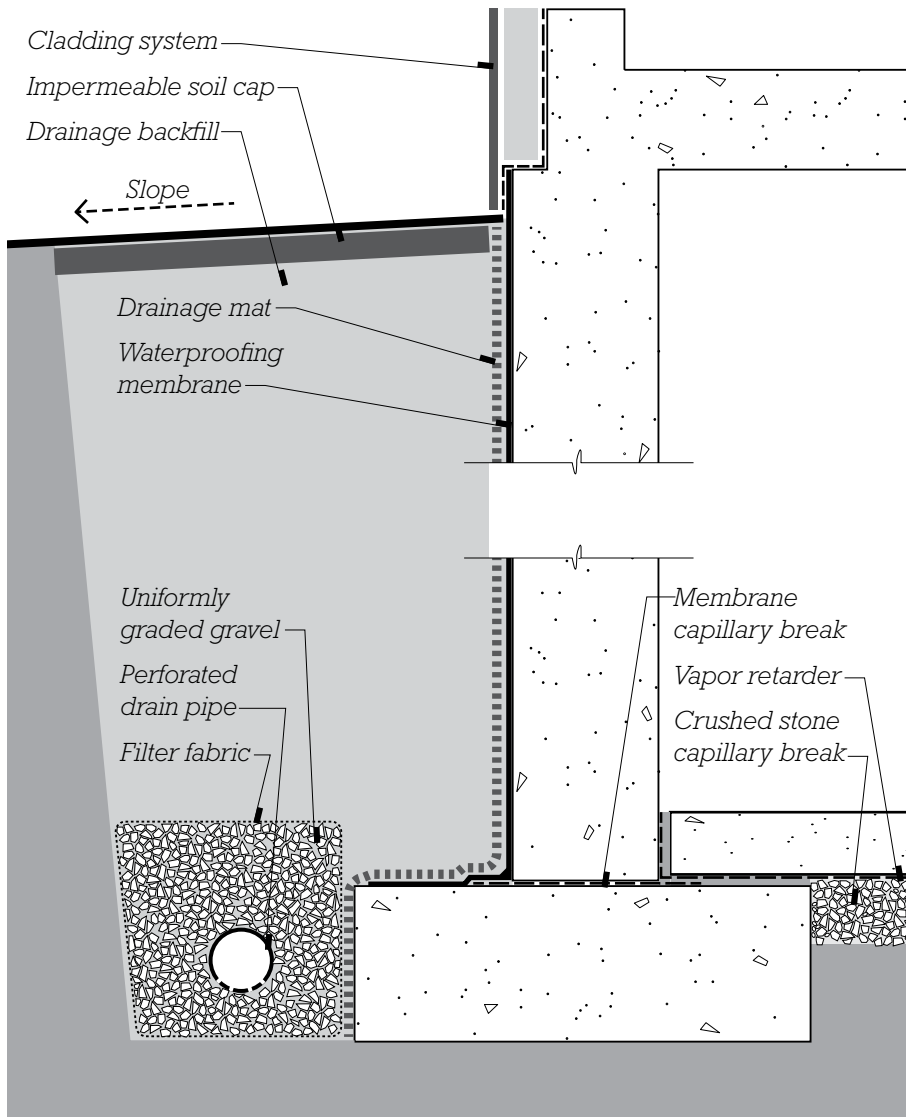 Cladding system
Impermeable soil cap
Drainage backfill
Slope
Drainage mat
Waterproofing
membrane
Uniformly
graded gravel
Perforated
drain pipe
Filter fabric
Membrane
capillary break
Vapor retarder
Crushed stone
capillary break